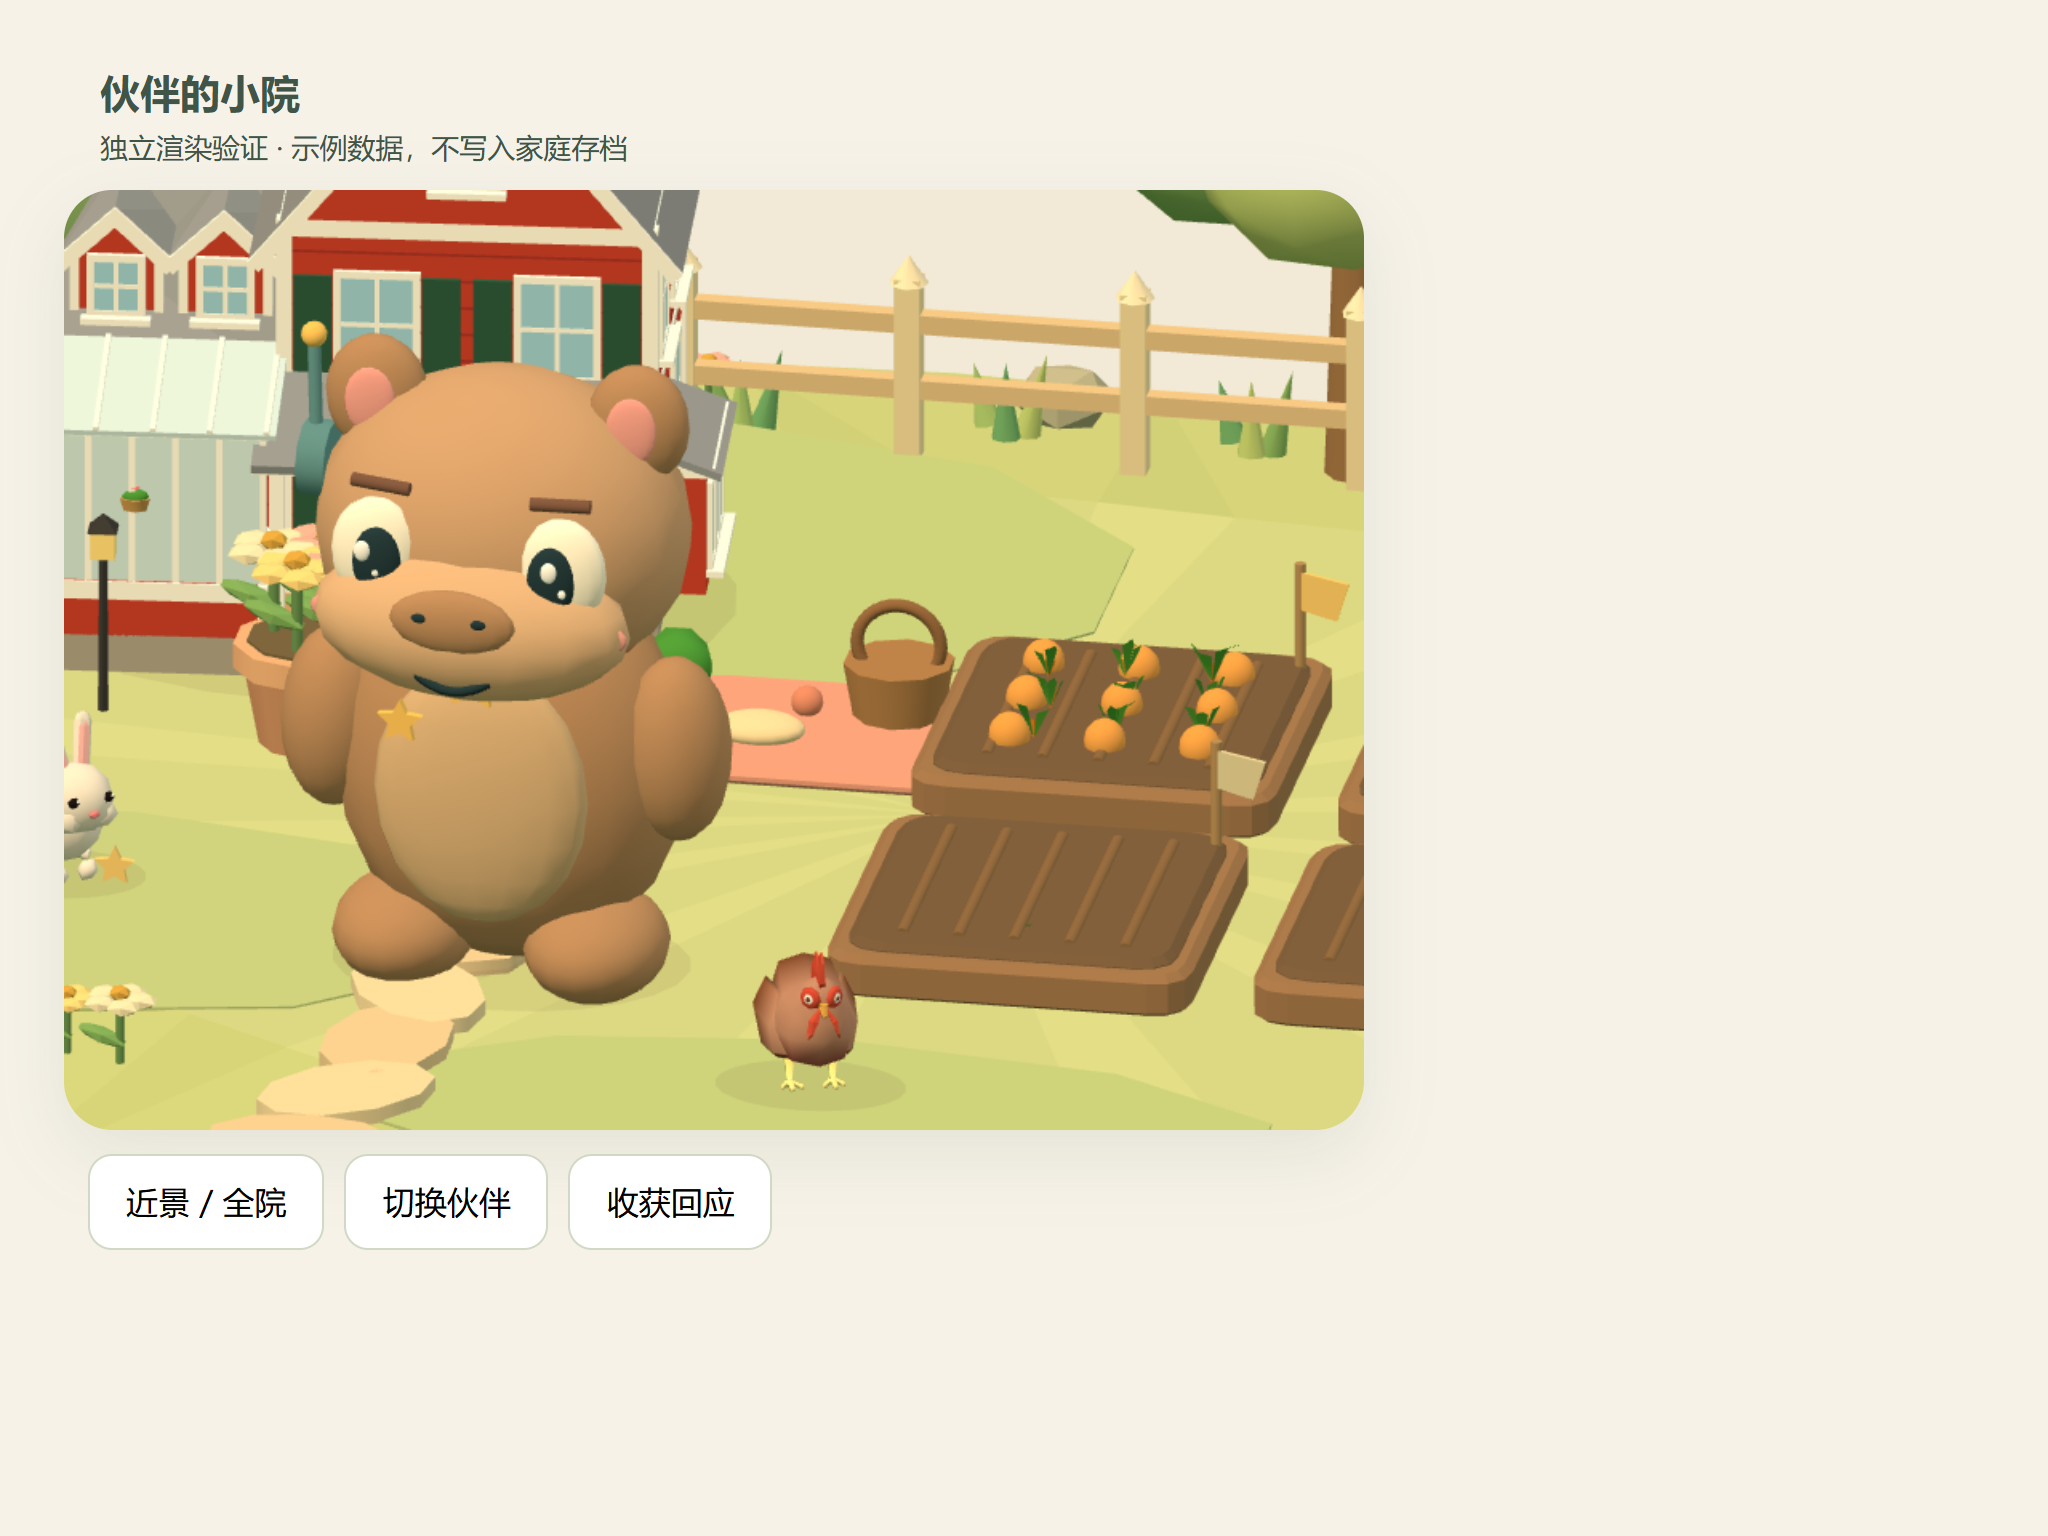 伙伴的小院
独立渲染验证 · 示例数据，不写入家庭存档
近景 / 全院
切换伙伴
收获回应